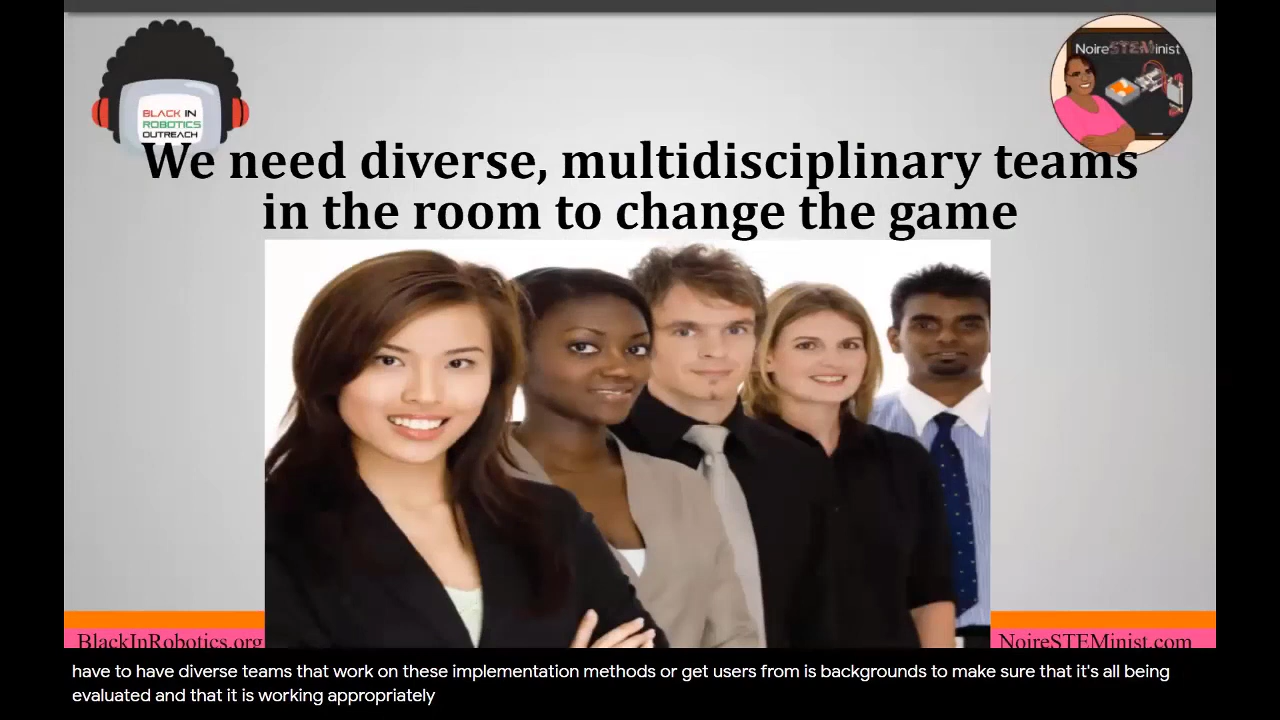 BLACK IN
ROBOTICS
OUTREACH
NoireSTEMinist
We need diverse, multidisciplinary teams
in the room to change the game
BlackInRobotics.org
NoireSTEMinist.com
have to have diverse teams that work on these implementation methods or get users from is backgrounds to make sure that it's all being
evaluated and that it is working appropriately